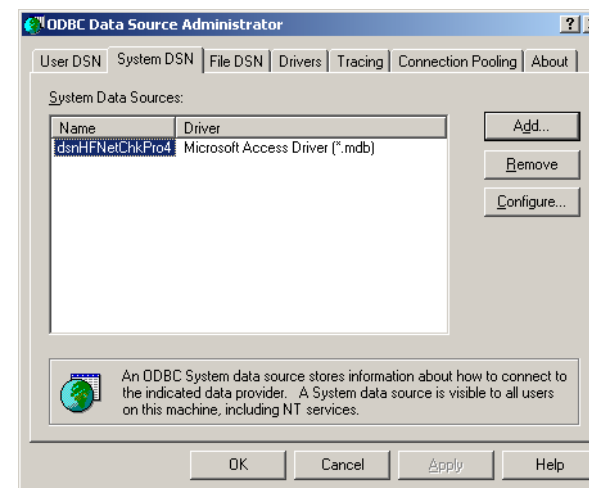 ODBC Data Source Administrator
?
User DSN System DSN File DSN Drivers Tracing Connection Pooling About
System Data Sources:
Name Driver
dsnHFNetChkPro4 Microsoft Access Driver (*.mdb)
Add...
Remove
Configure...
An ODBC System data source stores information about how to connect to
the indicated data provider. A System data source is visible to all users
on this machine, including NT services.
OK Cancel Apply Help